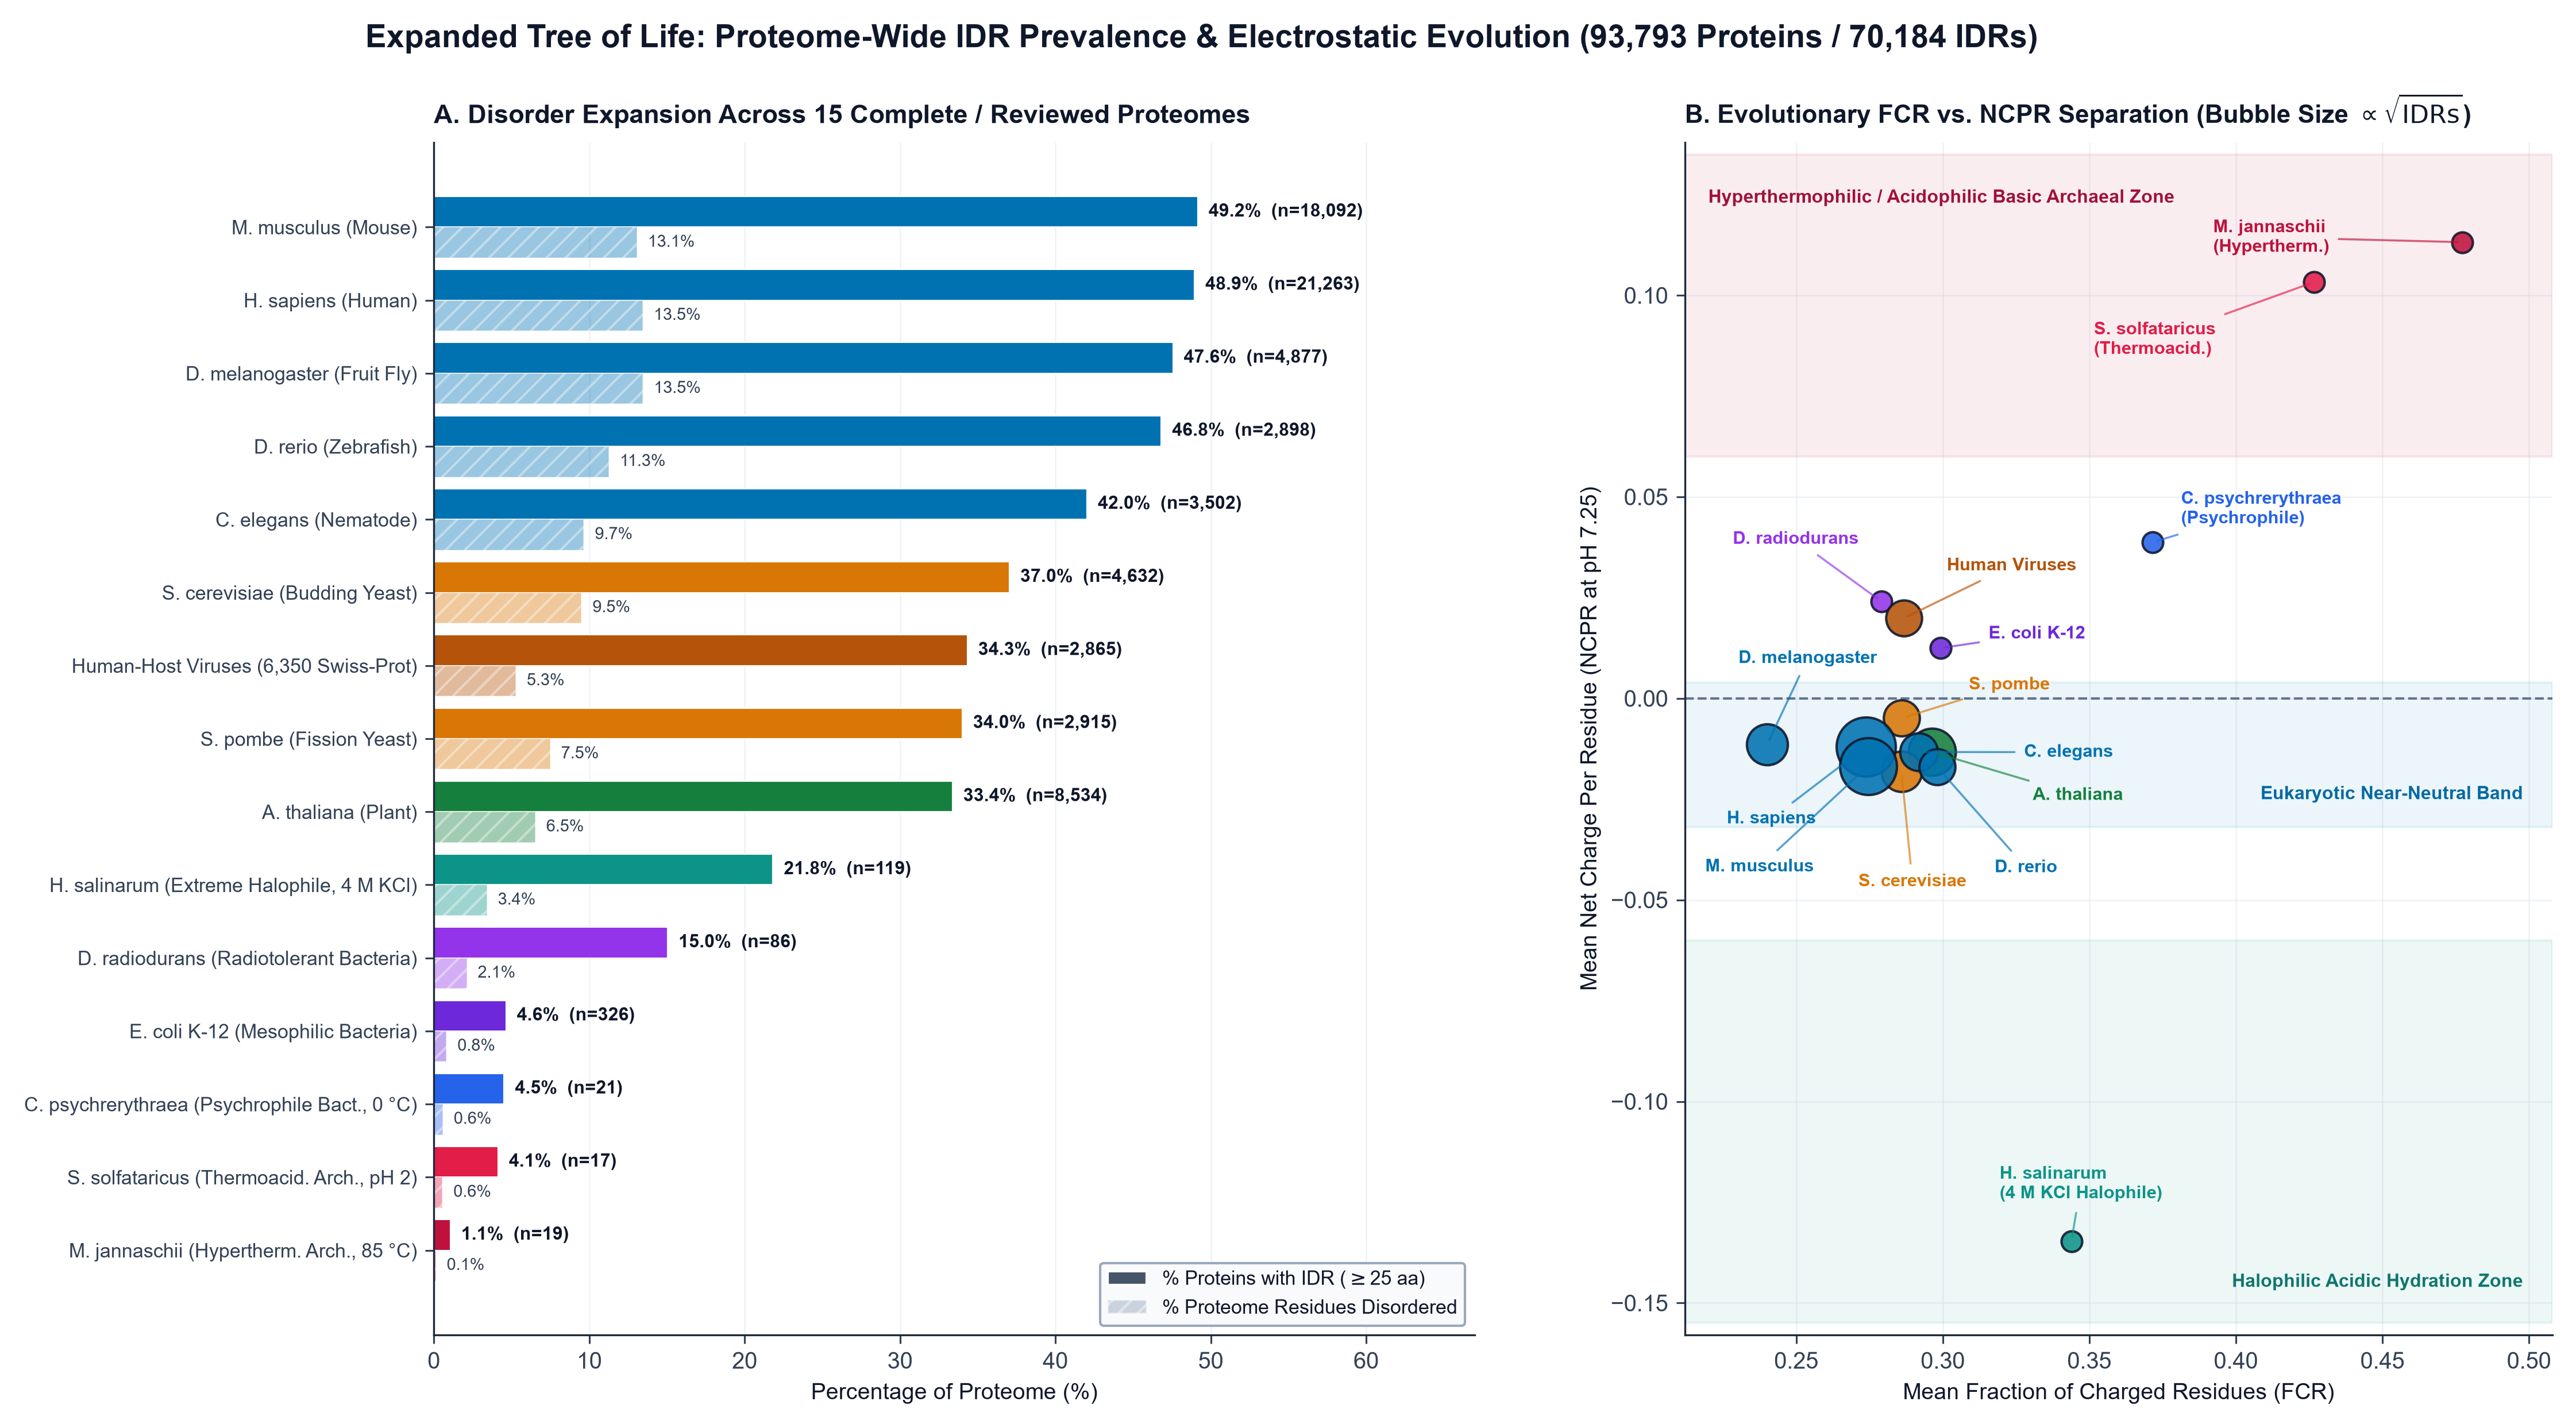 Expanded Tree of Life: Proteome-Wide IDR Prevalence & Electrostatic Evolution (93,793 Proteins / 70,184 IDRs)
A. Disorder Expansion Across 15 Complete / Reviewed Proteomes
M. musculus (Mouse)
49.2% (n=18,092)
13.1%
H. sapiens (Human)
48.9% (n=21,263)
13.5%
D. melanogaster (Fruit Fly)
47.6% (n=4,877)
13.5%
D. rerio (Zebrafish)
46.8% (n=2,898)
11.3%
C. elegans (Nematode)
42.0% (n=3,502)
9.7%
S. cerevisiae (Budding Yeast)
37.0% (n=4,632)
9.5%
Human-Host Viruses (6,350 Swiss-Prot)
34.3% (n=2,865)
5.3%
S. pombe (Fission Yeast)
34.0% (n=2,915)
7.5%
A. thaliana (Plant)
33.4% (n=8,534)
6.5%
H. salinarum (Extreme Halophile, 4 M KCl)
21.8% (n=119)
3.4%
D. radiodurans (Radiotolerant Bacteria)
15.0% (n=86)
2.1%
E. coli K-12 (Mesophilic Bacteria)
4.6% (n=326)
0.8%
C. psychrerythraea (Psychrophile Bact., 0 °C)
4.5% (n=21)
0.6%
S. solfataricus (Thermoacid. Arch., pH 2)
4.1% (n=17)
0.6%
M. jannaschii (Hypertherm. Arch., 85 °C)
1.1% (n=19)
0.1%
% Proteins with IDR (≥25 aa)
% Proteome Residues Disordered
0 10 20 30 40 50 60
Percentage of Proteome (%)
B. Evolutionary FCR vs. NCPR Separation (Bubble Size ∝ √IDRs)
Mean Net Charge Per Residue (NCPR at pH 7.25)
0.10
0.05
0.00
−0.05
−0.10
−0.15
Hyperthermophilic / Acidophilic Basic Archaeal Zone
M. jannaschii
(Hypertherm.)
S. solfataricus
(Thermoacid.)
C. psychrerythraea
(Psychrophile)
D. radiodurans
Human Viruses
E. coli K-12
D. melanogaster
S. pombe
C. elegans
A. thaliana
Eukaryotic Near-Neutral Band
H. sapiens
M. musculus
S. cerevisiae
D. rerio
H. salinarum
(4 M KCl Halophile)
Halophilic Acidic Hydration Zone
0.25 0.30 0.35 0.40 0.45 0.50
Mean Fraction of Charged Residues (FCR)